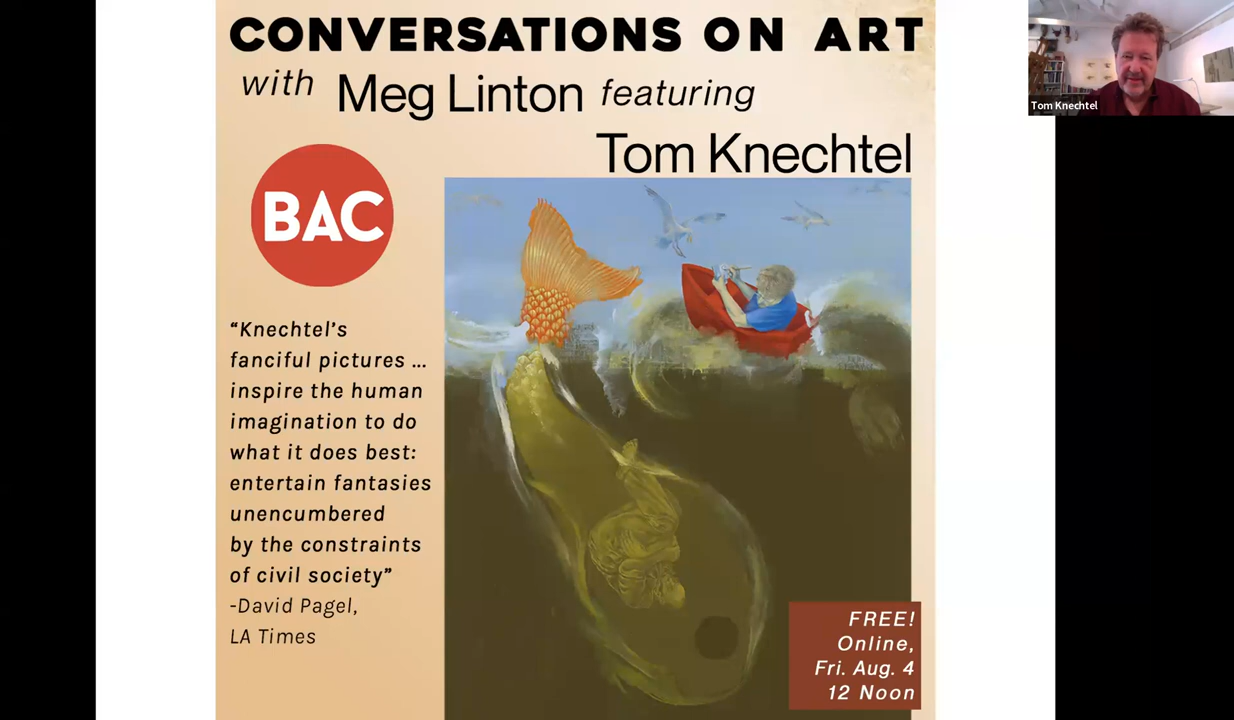 CONVERSATIONS ON ART
with Meg Linton featuring
Tom Knechtel
BAC
“Knechtel’s
fanciful pictures ...
inspire the human
imagination to do
what it does best:
entertain fantasies
unencumbered
by the constraints
of civil society”
-David Pagel,
LA Times
FREE!
Online,
Fri. Aug. 4
12 Noon
Tom Knechtel